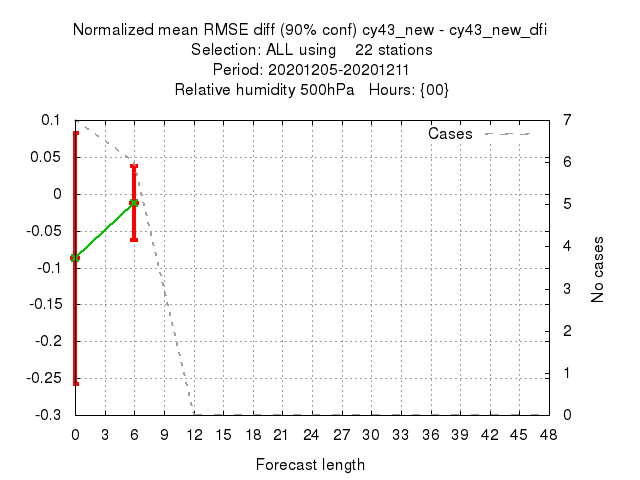 Normalized mean RMSE diff (90% conf) cy43_new - cy43_new_dfi
Selection: ALL using 22 stations
Period: 20201205-20201211
Relative humidity 500hPa Hours: {00}
Cases
0.1
0.05
0
-0.05
-0.1
-0.15
-0.2
-0.25
-0.3
7
6
5
4
3
2
1
0
No cases
0 3 6 9 12 15 18 21 24 27 30 33 36 39 42 45 48
Forecast length